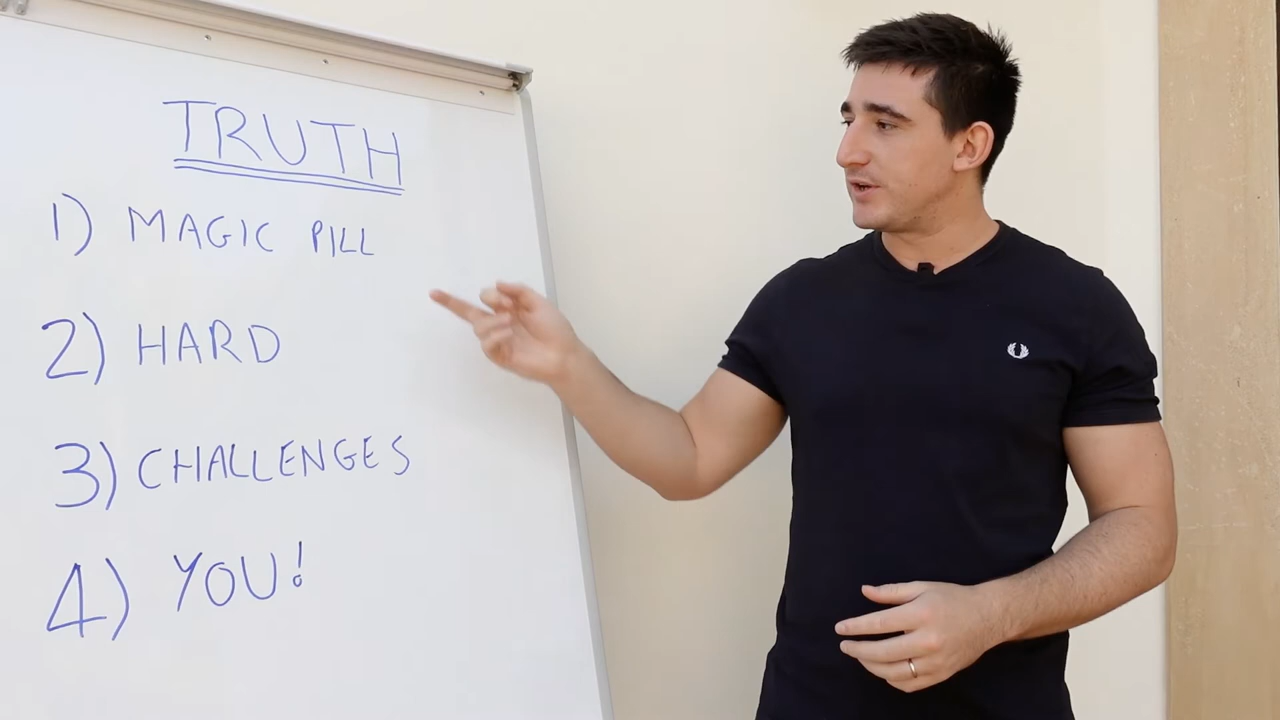 TRUTH
1) MAGIC PILL
2) HARD
3) CHALLENGES
4) YOU!